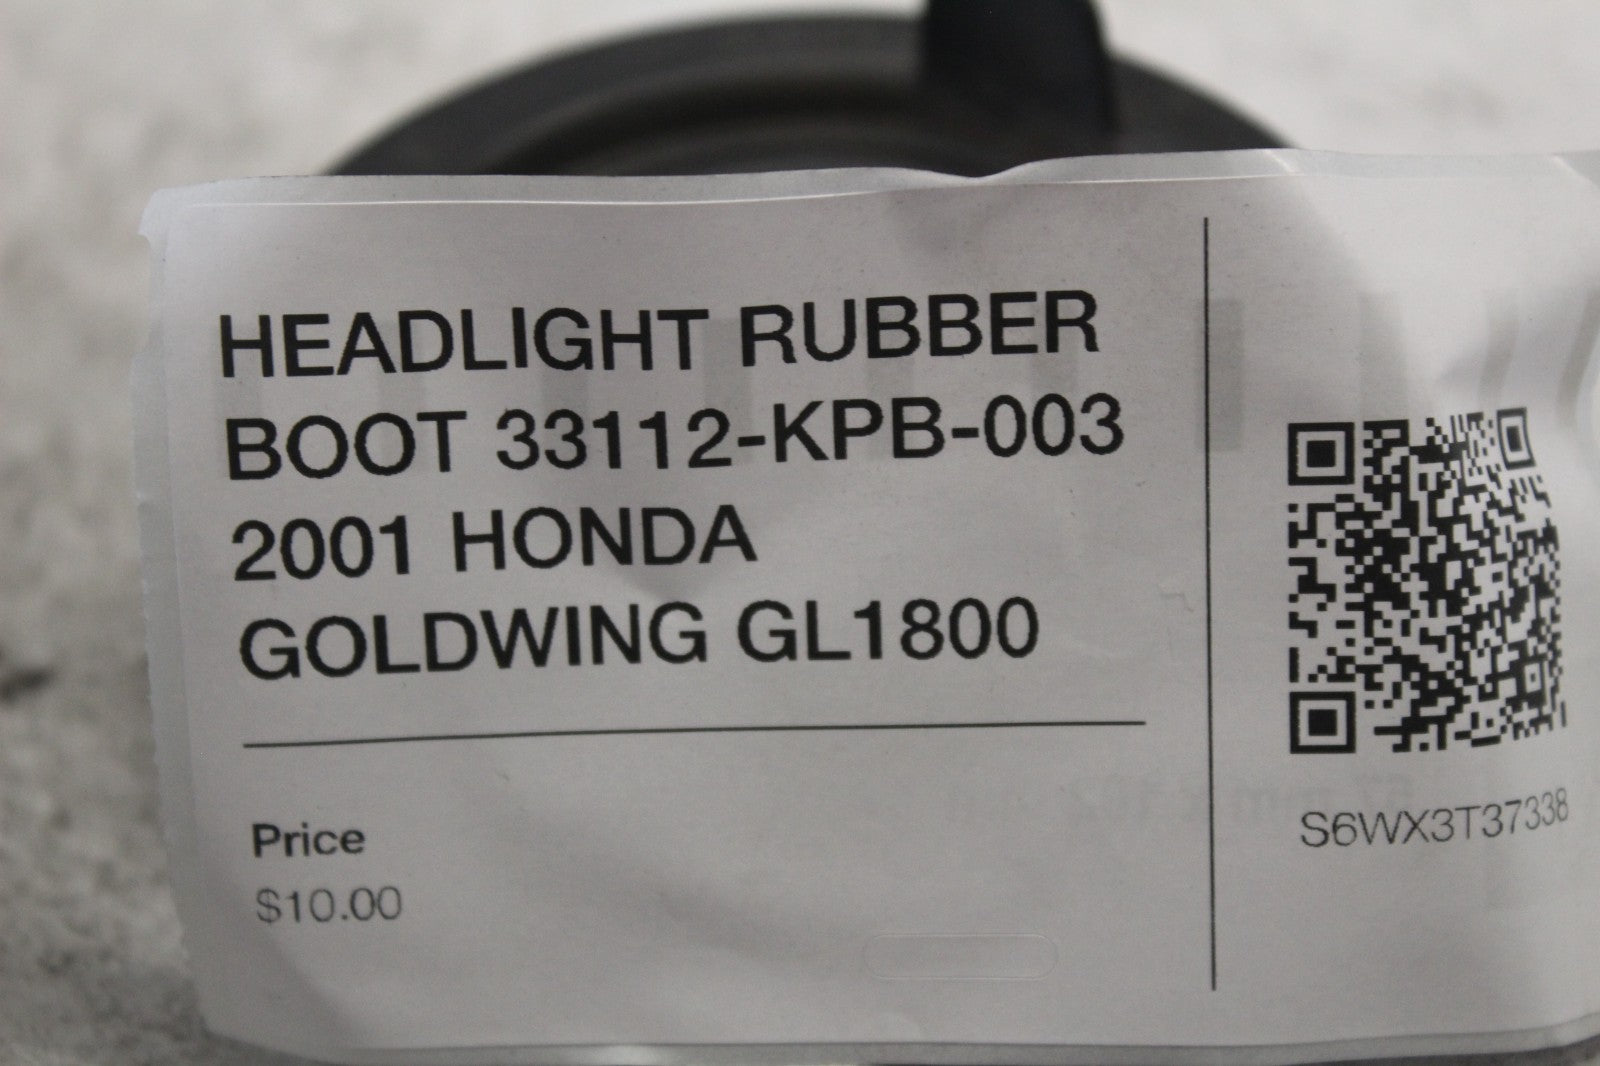 HEADLIGHT RUBBER
BOOT 33112-KPB-003
2001 HONDA
GOLDWING GL1800
Price
$10.00
S6WX3T37338